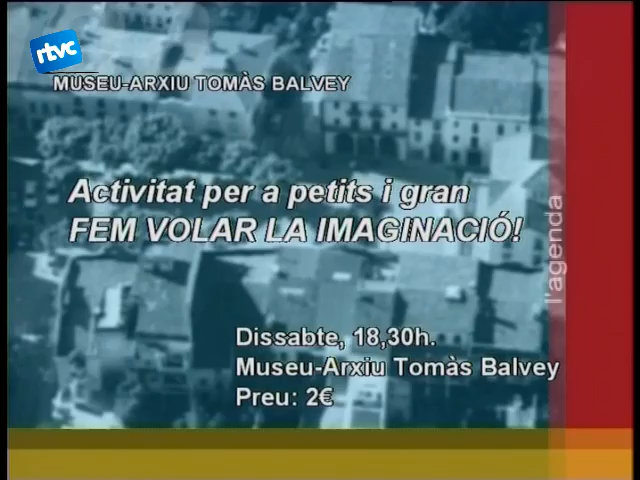 rtvc
MUSEU-ARXIU TOMÀS BALVEY
Activitat per a petits i gran
FEM VOLAR LA IMAGINACIÓ!
l'agenda
Dissabte, 18,30h.
Museu-Arxiu Tomàs Balvey
Preu: 2€